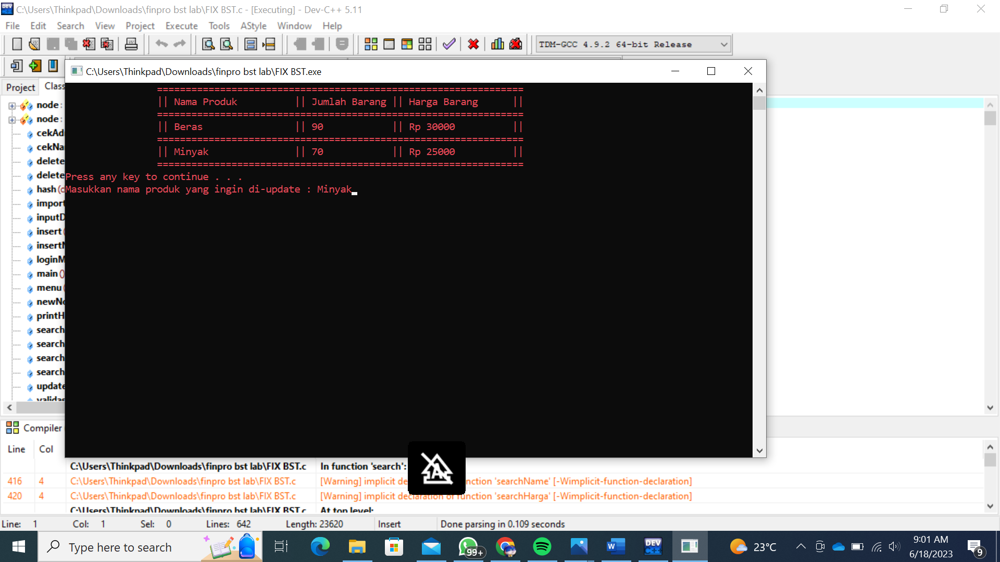 C:\Users\Thinkpad\Downloads\finpro bst lab\FIX BST.c - [Executing] - Dev-C++ 5.11
File Edit Search View Project Execute Tools AStyle Window Help
TDM-GCC 4.9.2 64-bit Release
C:\Users\Thinkpad\Downloads\finpro bst lab\FIX BST.exe
Project Class
================================================================
|| Nama Produk || Jumlah Barang || Harga Barang ||
================================================================
|| Beras || 90 || Rp 30000 ||
================================================================
|| Minyak || 70 || Rp 25000 ||
================================================================
Press any key to continue . . .
Masukkan nama produk yang ingin di-update : Minyak
node :
node :
cekAd
cekNa
delete
delete
hash (c
import
inputD
insert (
insertN
loginM
main ()
menu (
newNo
printH
search
search
search
search
update
validas
Compiler
Line Col
C:\Users\Thinkpad\Downloads\finpro bst lab\FIX BST.c In function 'search':
416 4 C:\Users\Thinkpad\Downloads\finpro bst lab\FIX BST.c [Warning] implicit de nction 'searchName' [-Wimplicit-function-declaration]
420 4 C:\Users\Thinkpad\Downloads\finpro bst lab\FIX BST.c [Warning] implicit declaration of function 'searchHarga' [-Wimplicit-function-declaration]
C:\Users\Thinkpad\Downloads\finpro bst lab\FIX BST.c At top level:
Line: 1 Col: 1 Sel: 0 Lines: 642 Length: 23620 Insert Done parsing in 0.109 seconds
Type here to search
99+
W
DEV
C++
23°C
9:01 AM
6/18/2023
9
A